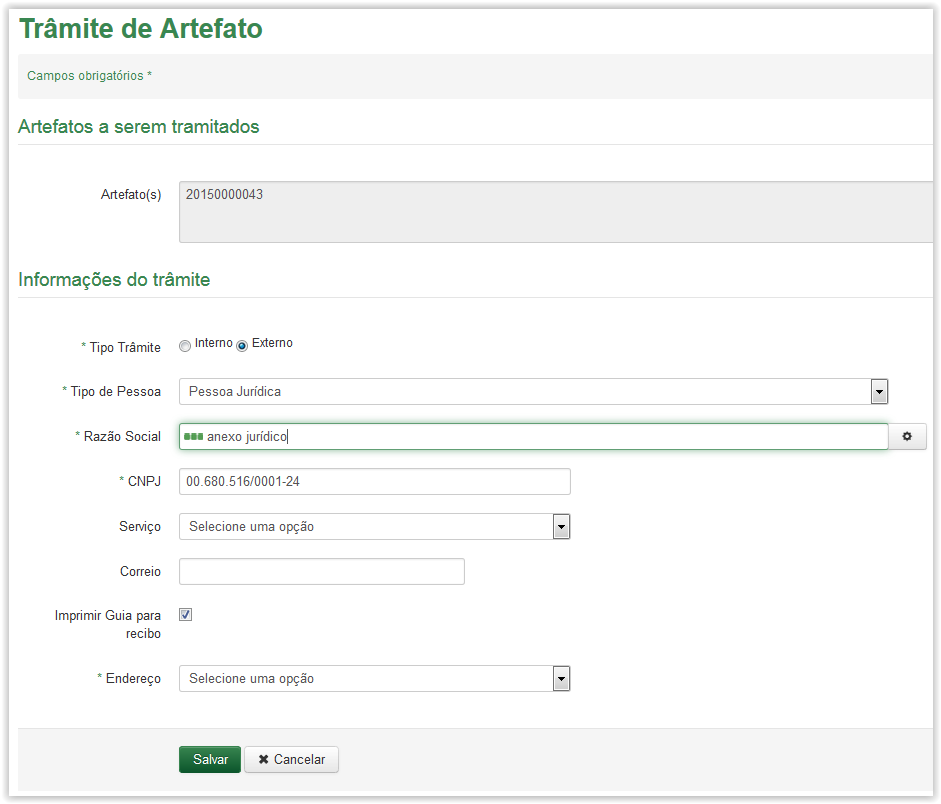 Trâmite de Artefato
Campos obrigatórios *
Artefatos a serem tramitados
Artefato(s) 20150000043
Informações do trâmite
* Tipo Trâmite Interno Externo
* Tipo de Pessoa Pessoa Jurídica
* Razão Social anexo jurídico
* CNPJ 00.680.516/0001-24
Serviço Selecione uma opção
Correio
Imprimir Guia para
recibo
* Endereço Selecione uma opção
Salvar ✖ Cancelar